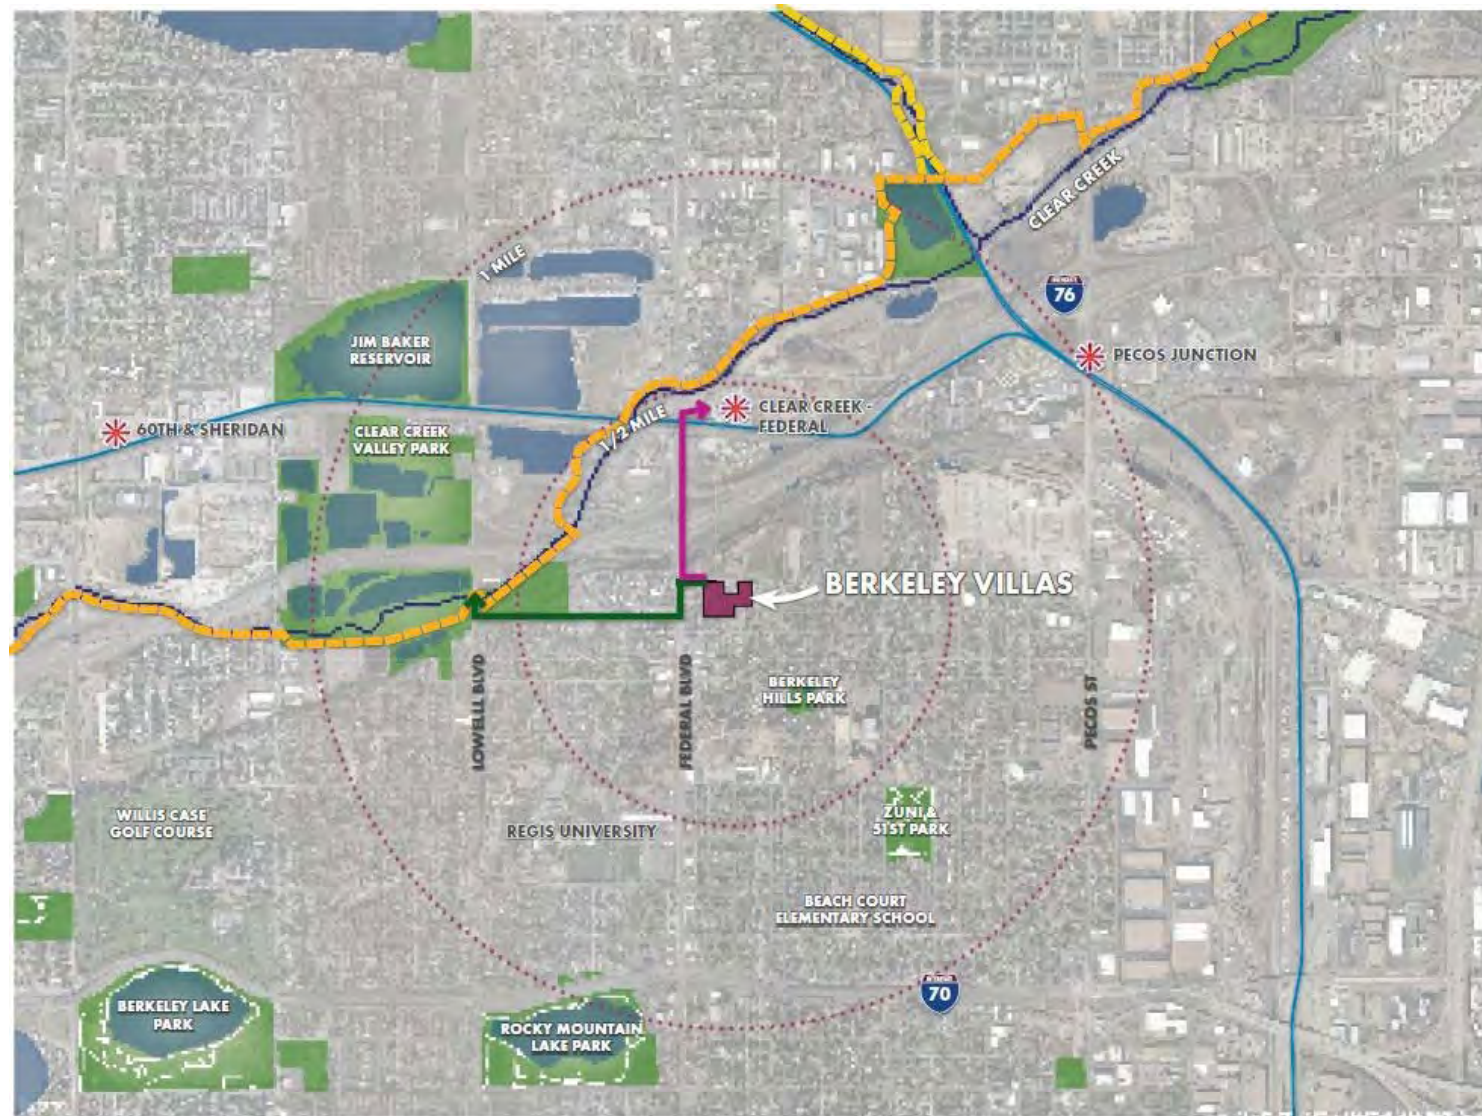 1 MILE
CLEAR CREEK
76
JIM BAKER
RESERVOIR
PECOS JUNCTION
60TH & SHERIDAN
CLEAR CREEK
VALLEY PARK
1/2 MILE
CLEAR CREEK -
FEDERAL
BERKELEY VILLAS
LOWELLL BLVD
FEDERAL BLVD
BERKELEY
HILLS PARK
PECOS ST
WILLIS CASE
GOLF COURSE
REGIS UNIVERSITY
ZUNI &
51ST PARK
BEACH COURT
ELEMENTARY SCHOOL
BERKELEY LAKE
PARK
ROCKY MOUNTAIN
LAKE PARK
70